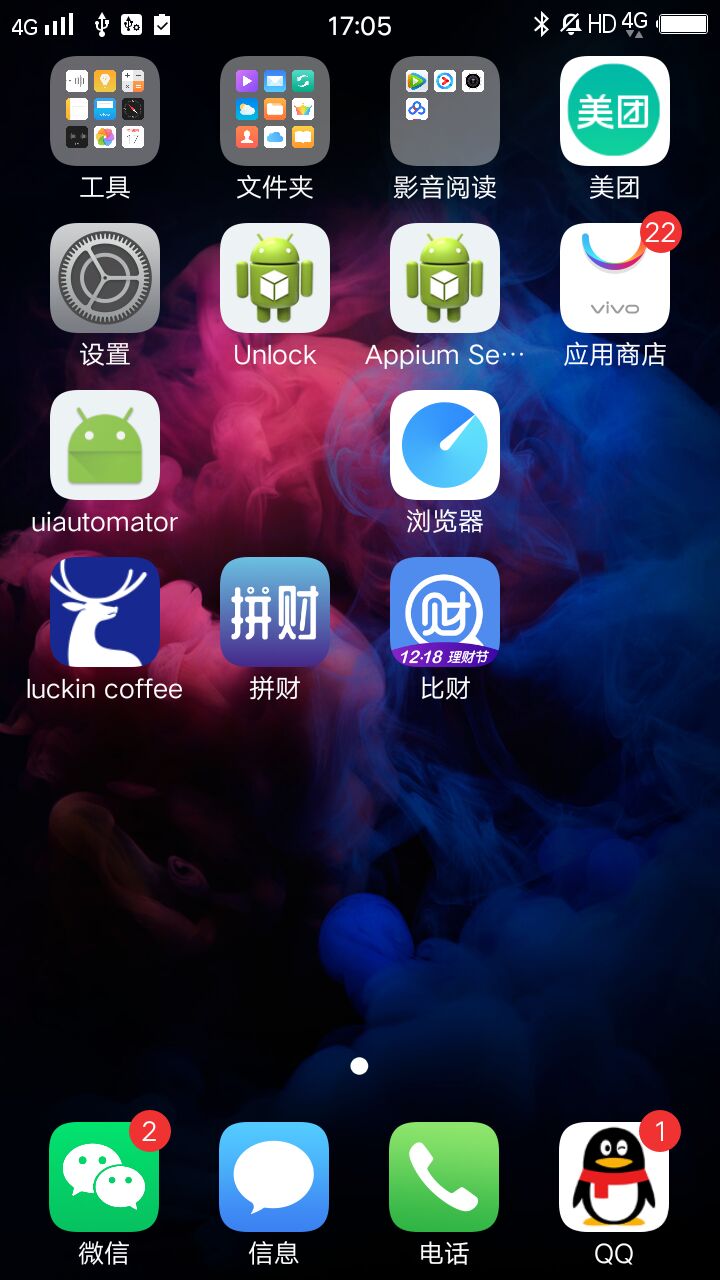 4G 17:05 HD 4G
工具 文件夹 影音阅读 美团
美团
22
vivo
设置 Unlock Appium Se··· 应用商店
uiautomator 浏览器
拼财 财
12·18 理财节
luckin coffee 拼财 比财
2 1
微信 信息 电话 QQ